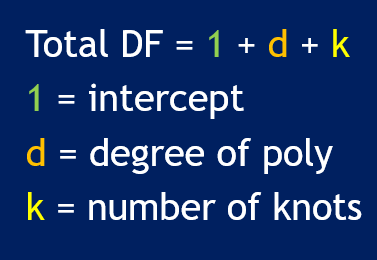 Total DF = 1 + d + k
1 = intercept
d = degree of poly
k = number of knots